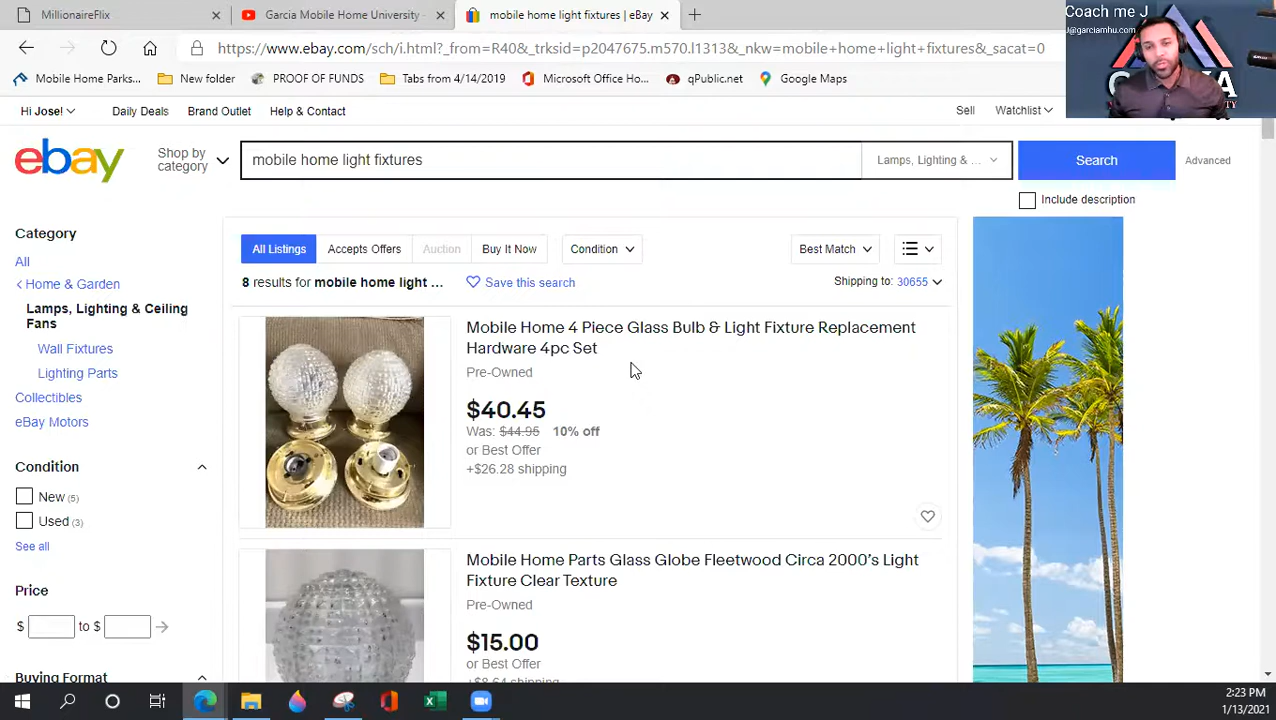 MillionaireFlix
Garcia Mobile Home University -
mobile home light fixtures | eBay
Coach me J
J@garciamhu.com
https://www.ebay.com/sch/i.html?_from=R40&_trksid=p2047675.m570.l1313&_nkw=mobile+home+light+fixtures&_sacat=0
Mobile Home Parks...
New folder
PROOF OF FUNDS
Tabs from 4/14/2019
Microsoft Office Ho...
qPublic.net
Google Maps
Hi Jose!
Daily Deals
Brand Outlet
Help & Contact
Sell
Watchlist
ebay
Shop by
category
mobile home light fixtures
Lamps, Lighting & ...
Search
Advanced
Include description
Category
All
Home & Garden
Lamps, Lighting & Ceiling
Fans
Wall Fixtures
Lighting Parts
Collectibles
eBay Motors
Condition
New (5)
Used (3)
See all
Price
$ to $
Buying Format
All Listings
Accepts Offers
Auction
Buy It Now
Condition
Best Match
8 results for mobile home light ...
Save this search
Shipping to: 30655
Mobile Home 4 Piece Glass Bulb & Light Fixture Replacement
Hardware 4pc Set
Pre-Owned
$40.45
Was: $44.95 10% off
or Best Offer
+$26.28 shipping
Mobile Home Parts Glass Globe Fleetwood Circa 2000's Light
Fixture Clear Texture
Pre-Owned
$15.00
or Best Offer
+$8.64 shipping
2:23 PM
1/13/2021